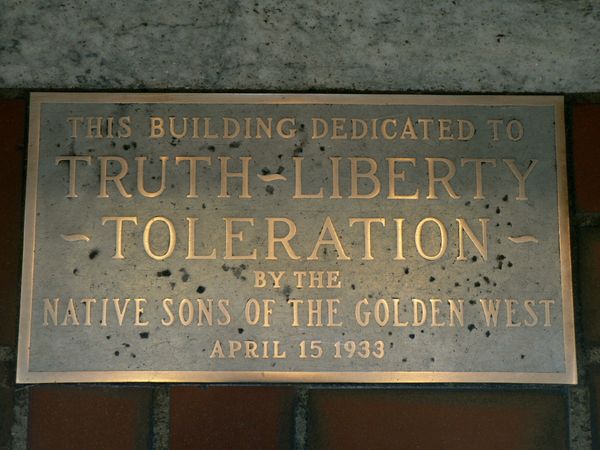 THIS BUILDING DEDICATED TO
TRUTH~LIBERTY
~TOLERATION~
BY THE
NATIVE SONS OF THE GOLDEN WEST
APRIL 15 1933